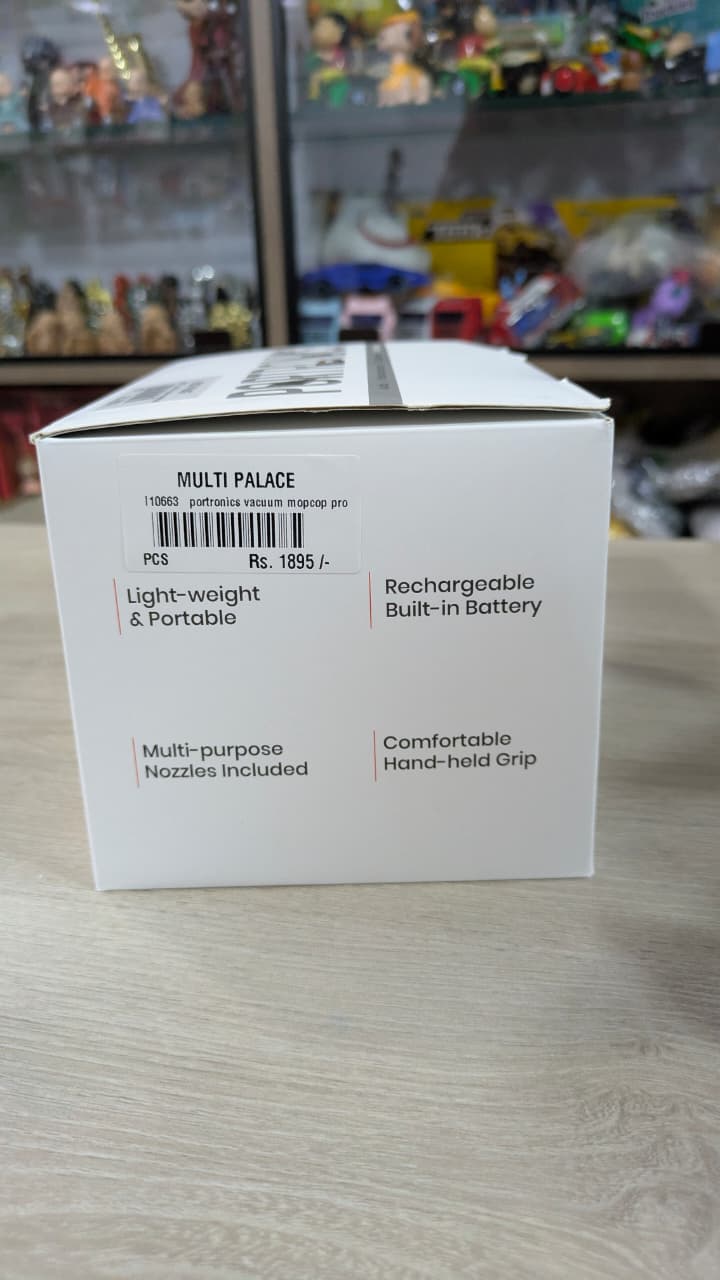 MULTI PALACE
I10663 portronics vacuum mopcop pro
PCS Rs. 1895 /-
Light-weight
& Portable
Rechargeable
Built-in Battery
Multi-purpose
Nozzles Included
Comfortable
Hand-held Grip